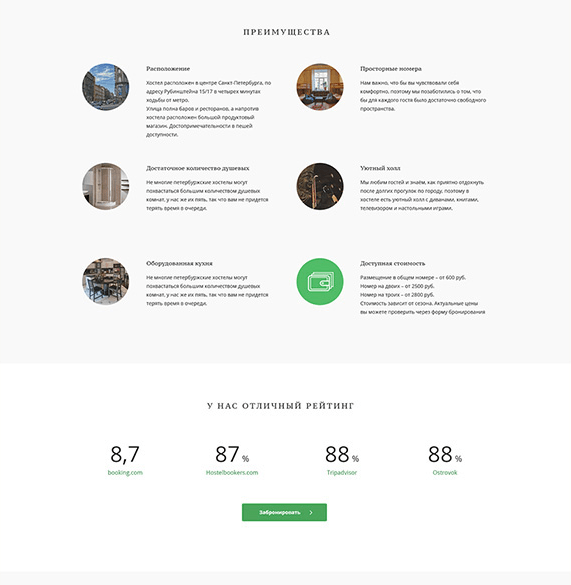 ПРЕИМУЩЕСТВА
Расположение
Хостел расположен в центре Санкт-Петербурга, по
адресу Рубинштейна 15/17 в четырех минутах
ходьбы от метро.
Улица полна баров и ресторанов, а напротив
хостела расположен большой продуктовый
магазин. Достопримечательности в пешей
доступности.
Просторные номера
Нам важно, что бы вы чувствовали себя
комфортно, поэтому мы позаботились о том, что
бы для каждого гостя было достаточно свободного
пространства.
Достаточное количество душевых
Не многие петербуржские хостелы могут
похвастаться большим количеством душевых
комнат, у нас же их пять, так что вам не придется
терять время в очереди.
Уютный холл
Мы любим гостей и знаём, как приятно отдохнуть
после долгих прогулок по городу, поэтому в
хостеле есть уютный холл с диванами, книгами,
телевизором и настольными играми.
Оборудованная кухня
Не многие петербуржские хостелы могут
похвастаться большим количеством душевых
комнат, у нас же их пять, так что вам не придется
терять время в очереди.
Доступная стоимость
Размещение в общем номере – от 600 руб.
Номер на двоих – от 2500 руб.
Номер на троих – от 2800 руб.
Стоимость зависит от сезона. Актуальные цены
вы можете проверить через форму бронирования
У НАС ОТЛИЧНЫЙ РЕЙТИНГ
8,7
booking.com
87 %
Hostelbookers.com
88 %
Tripadvisor
88 %
Ostrovok
Забронировать